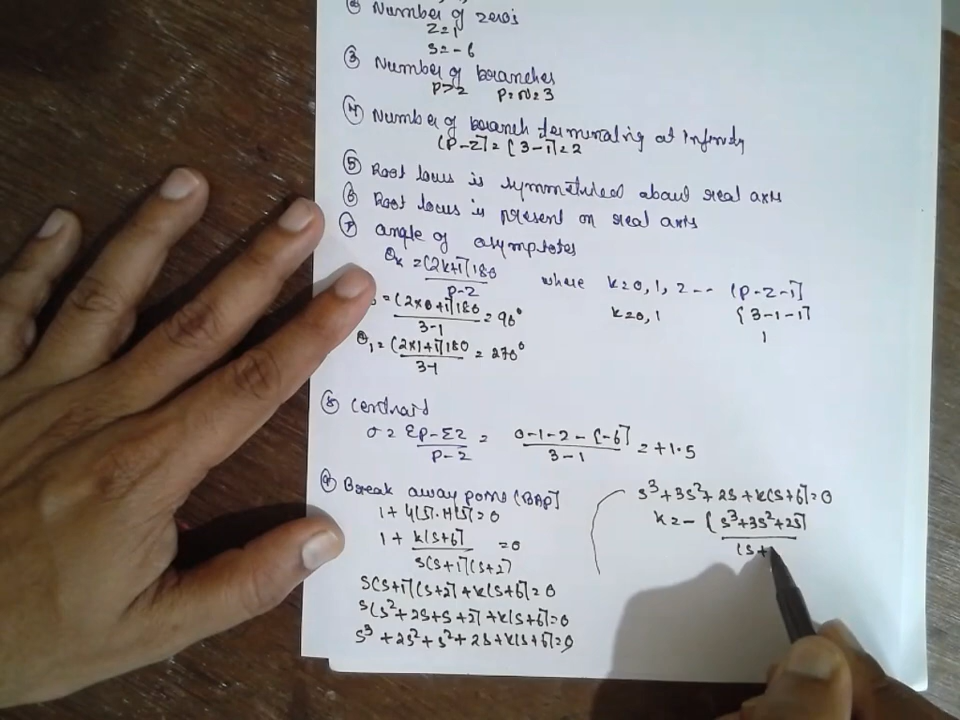 ② Number of zero's
Z=1
S=-6
③ Number of branches
P>Z P=N=3
④ Number of branch terminating at infinity
(P-Z)=(3-1)=2
⑤ Root locus is symmetrical about real axis
⑥ Root locus is present on real axis
⑦ angle of asymptotes
θk = (2k+1)180 / P-Z where k=0,1,2-- (P-Z-1)
= (2×0+1)180 / 3-1 = 90° k=0,1 (3-1-1)
θ1 = (2×1+1)180 / 3-1 = 270° 1
⑧ Centroid
σ = ΣP-ΣZ / P-Z = 0-1-2-(-6) / 3-1 = +1.5
⑨ Break away point (BAP)
1+G(S).H(S)=0
1+ K(S+6) / S(S+1)(S+2) =0
S(S+1)(S+2)+K(S+6)=0
S(S²+2S+S+2)+K(S+6)=0
S³+2S²+S²+2S+K(S+6)=0
S³+3S²+2S+K(S+6)=0
K=-(S³+3S²+2S) / (S+